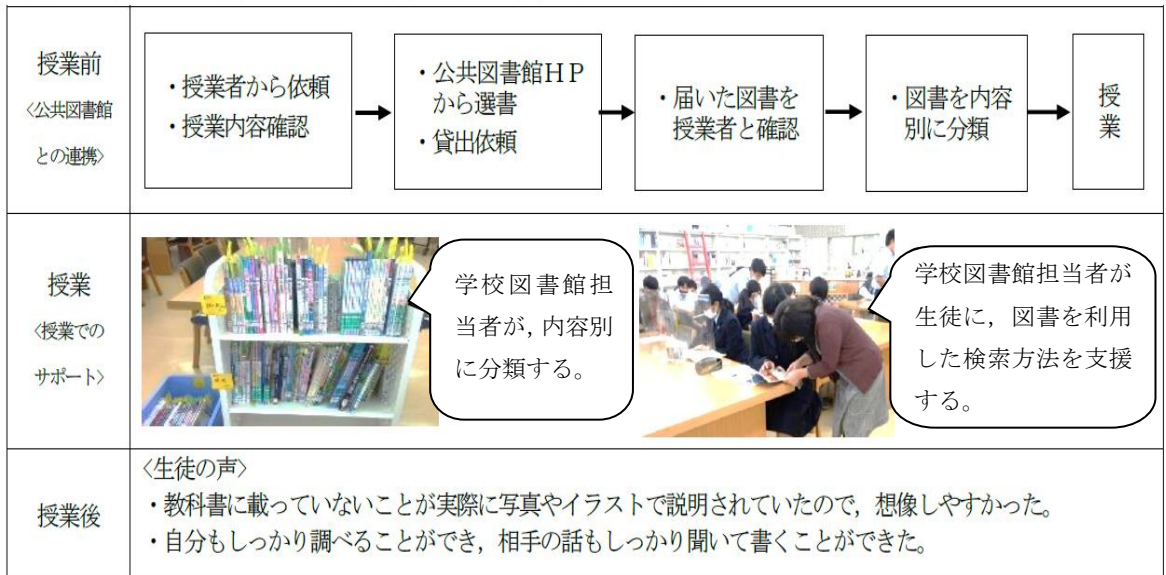 授業前
〈公共図書館
との連携〉
・授業者から依頼
・授業内容確認
・公共図書館ＨＰ
から選書
・貸出依頼
・届いた図書を
授業者と確認
・図書を内容
別に分類
授
業
授業
〈授業での
サポート〉
学校図書館担
当者が，内容別
に分類する。
学校図書館担当者が
生徒に，図書を利用
した検索方法を支援
する。
授業後
〈生徒の声〉
・教科書に載っていないことが実際に写真やイラストで説明されていたので，想像しやすかった。
・自分もしっかり調べることができ，相手の話もしっかり聞いて書くことができた。